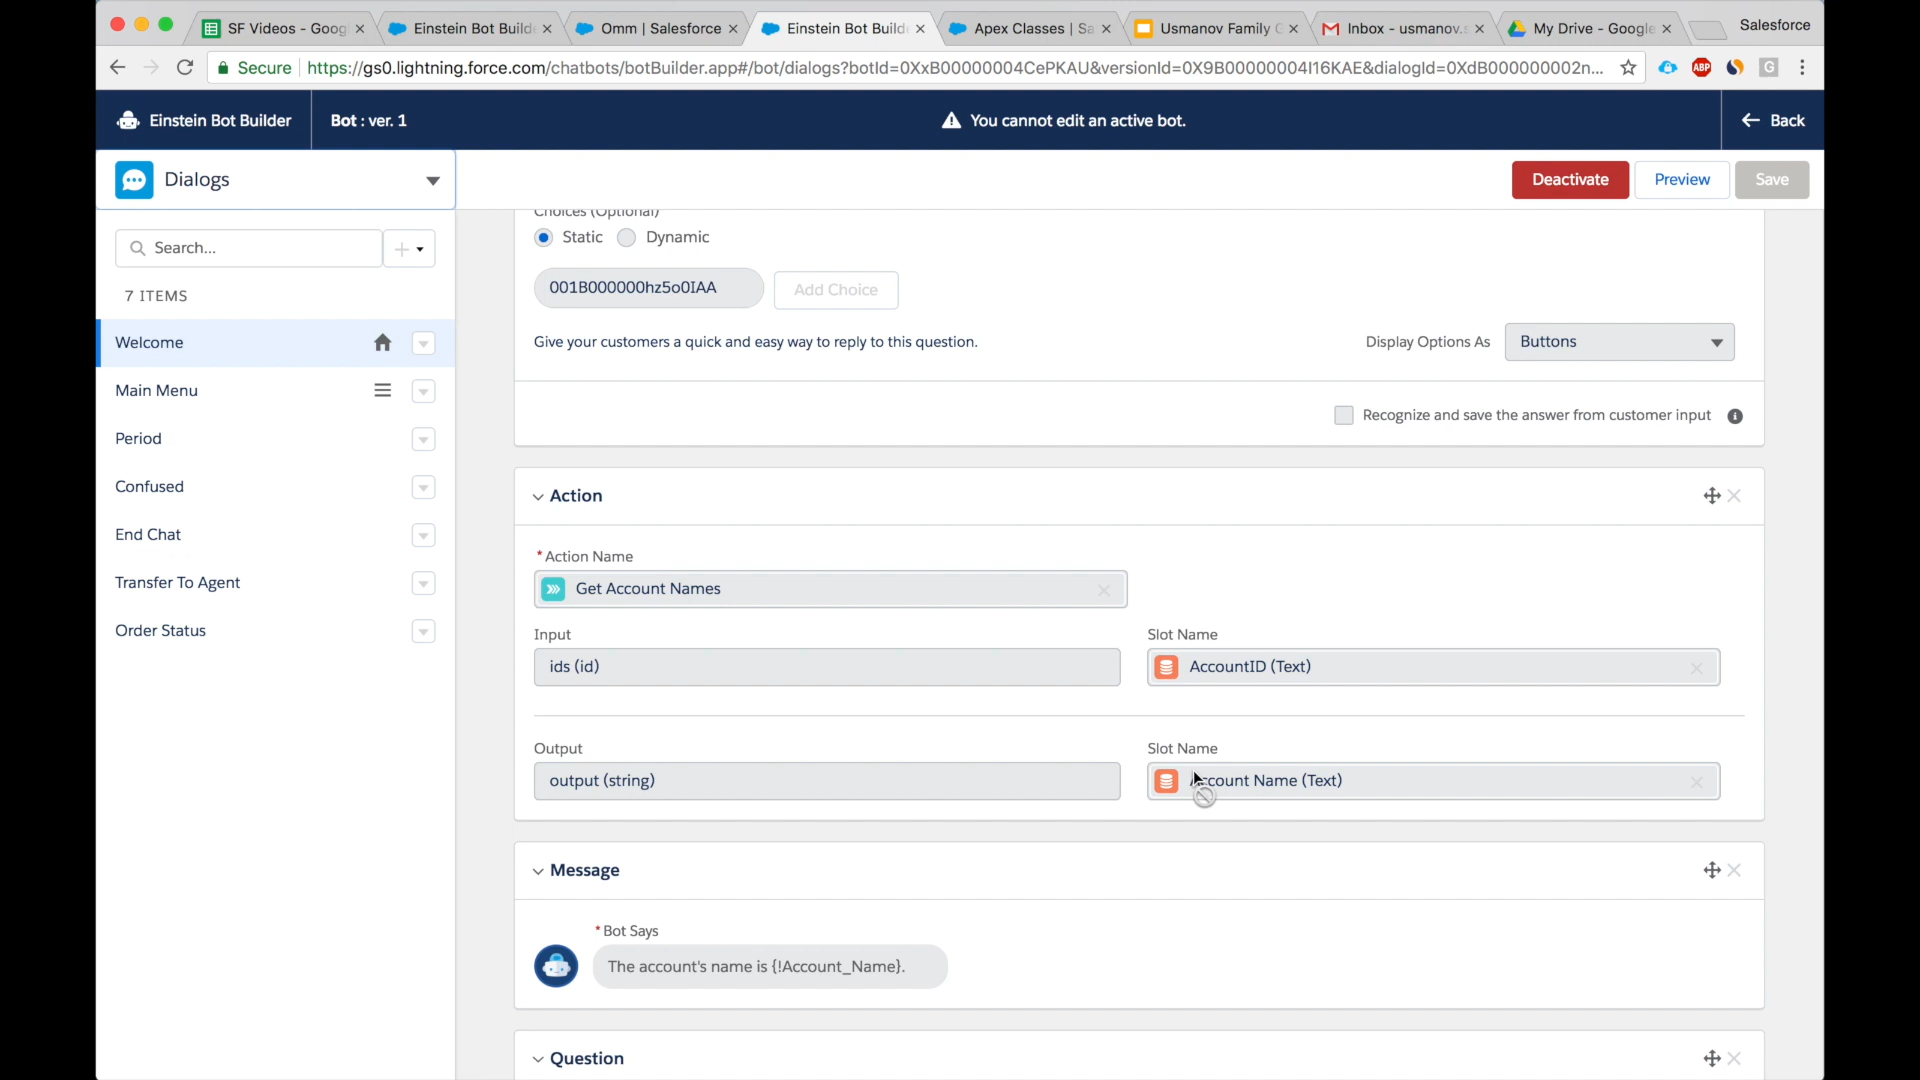 SF Videos - Goog
Einstein Bot Build
Omm | Salesforce
Einstein Bot Build
Apex Classes | Sa
Usmanov Family G
Inbox - usmanov.s
My Drive - Google
Salesforce
Secure
https://gs0.lightning.force.com/chatbots/botBuilder.app#/bot/dialogs?botId=0XxB00000004CePKAU&versionId=0X9B00000004I16KAE&dialogId=0XdB000000002n...
ABP
G
Einstein Bot Builder
Bot : ver. 1
You cannot edit an active bot.
Back
Dialogs
Deactivate
Preview
Save
Search...
7 ITEMS
Welcome
Main Menu
Period
Confused
End Chat
Transfer To Agent
Order Status
Choices (Optional)
Static
Dynamic
001B000000hz5o0IAA
Add Choice
Give your customers a quick and easy way to reply to this question.
Display Options As
Buttons
Recognize and save the answer from customer input
Action
* Action Name
Get Account Names
Input
Slot Name
ids (id)
AccountID (Text)
Output
Slot Name
output (string)
Account Name (Text)
Message
* Bot Says
The account's name is {!Account_Name}.
Question